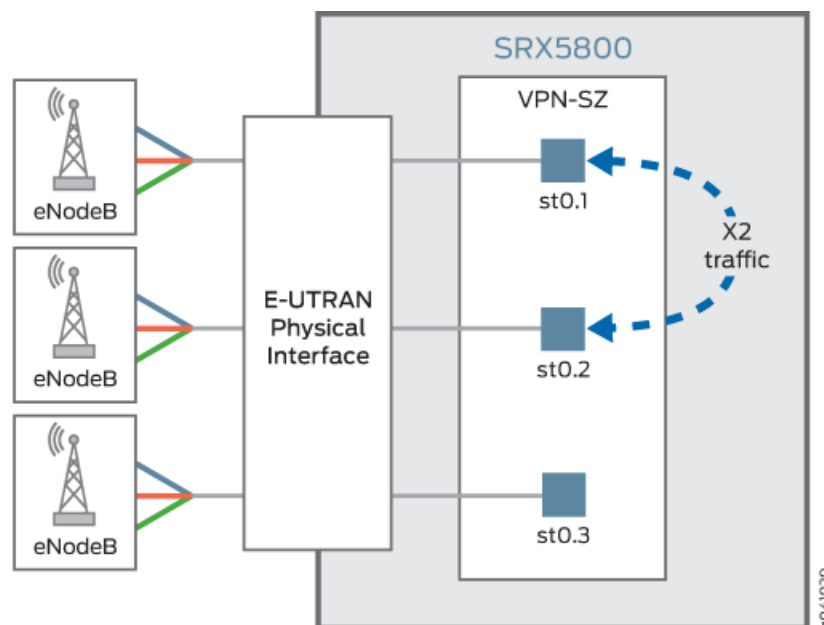 SRX5800
VPN-SZ
eNodeB
st0.1
X2
traffic
E-UTRAN
Physical
Interface
eNodeB
st0.2
eNodeB
st0.3